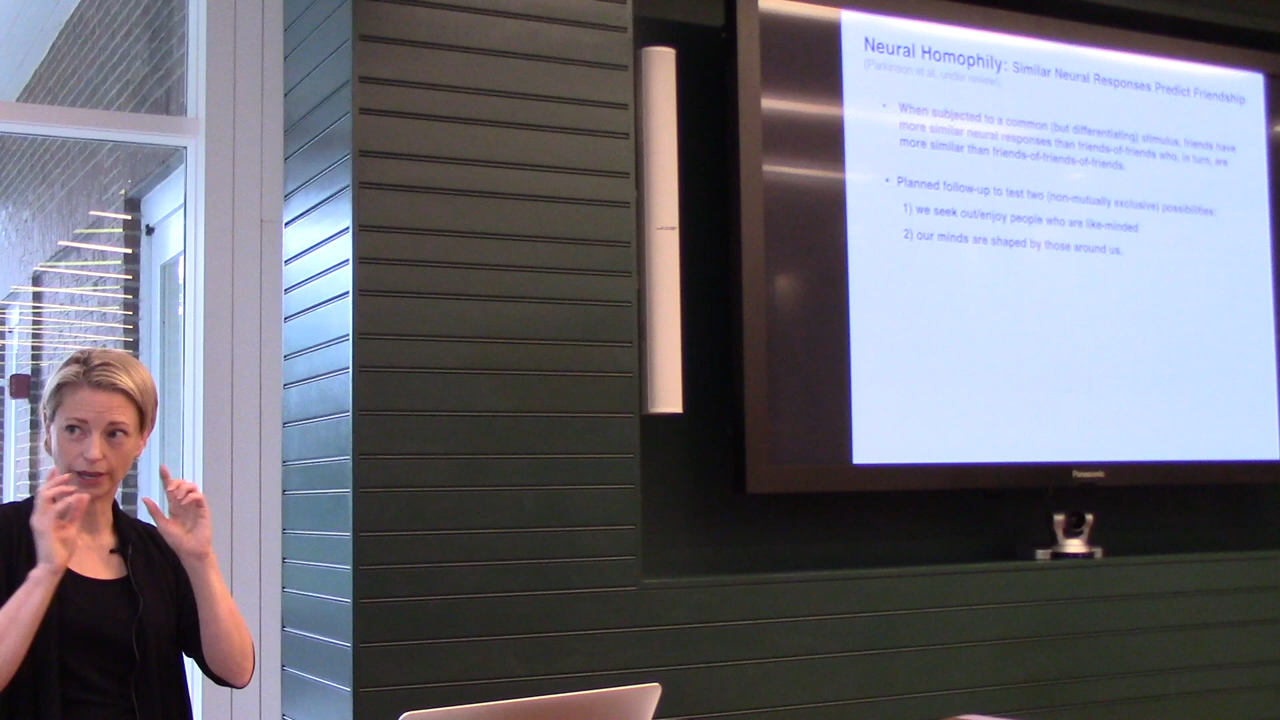 Neural Homophily: Similar Neural Responses Predict Friendship
(Parkinson et al, under review)
• When subjected to a common (but differentiating) stimulus, friends have
more similar neural responses than friends-of-friends who, in turn, are
more similar than friends-of-friends-of-friends.
• Planned follow-up to test two (non-mutually exclusive) possibilities:
1) we seek out/enjoy people who are like-minded
2) our minds are shaped by those around us.
Panasonic